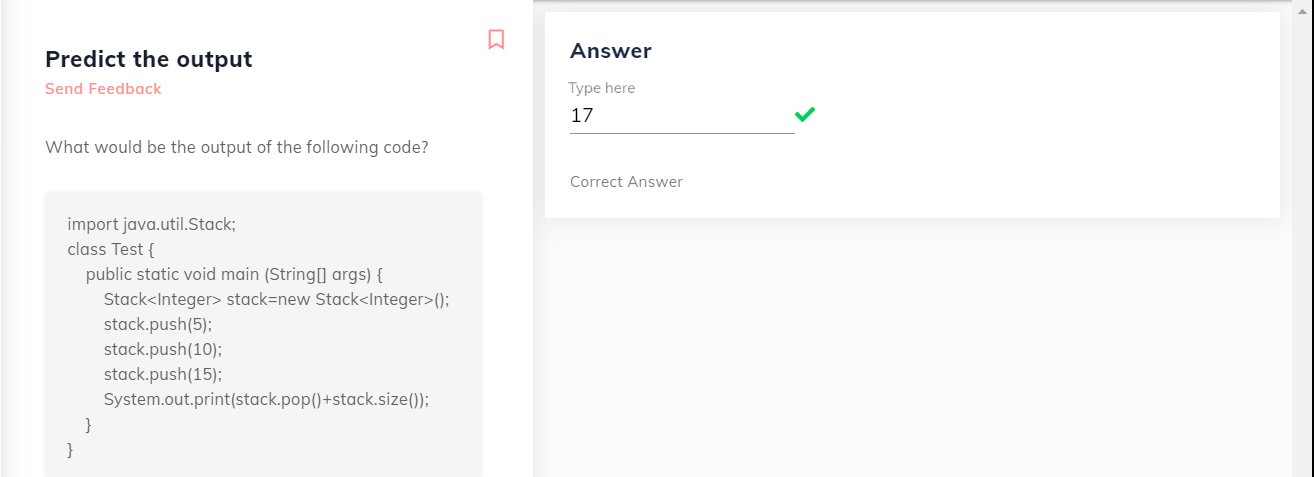 Predict the output
Send Feedback
What would be the output of the following code?
import java.util.Stack;
class Test {
    public static void main (String[] args) {
        Stack<Integer> stack=new Stack<Integer>();
        stack.push(5);
        stack.push(10);
        stack.push(15);
        System.out.print(stack.pop()+stack.size());
    }
}
Answer
Type here
17
Correct Answer